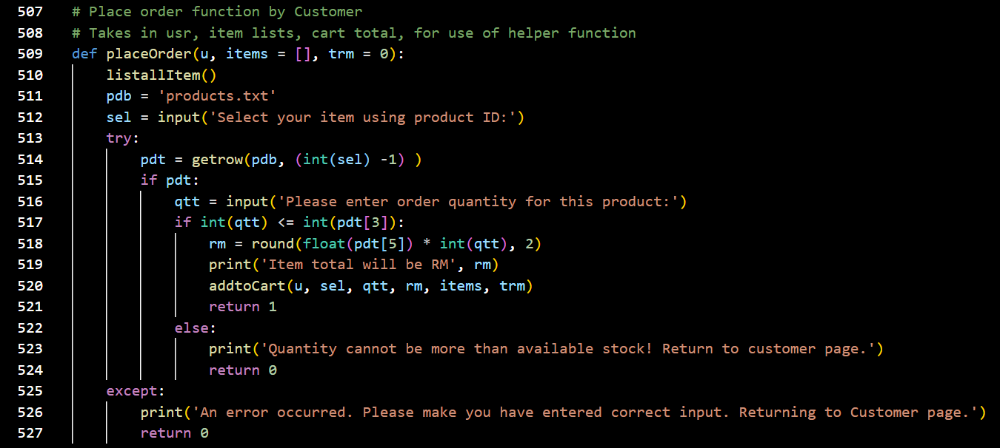 507 # Place order function by Customer
508 # Takes in usr, item lists, cart total, for use of helper function
509 def placeOrder(u, items = [], trm = 0):
510     listallItem()
511     pdb = 'products.txt'
512     sel = input('Select your item using product ID:')
513     try:
514         pdt = getrow(pdb, (int(sel) -1) )
515         if pdt:
516             qtt = input('Please enter order quantity for this product:')
517             if int(qtt) <= int(pdt[3]):
518                 rm = round(float(pdt[5]) * int(qtt), 2)
519                 print('Item total will be RM', rm)
520                 addtoCart(u, sel, qtt, rm, items, trm)
521                 return 1
522             else:
523                 print('Quantity cannot be more than available stock! Return to customer page.')
524                 return 0
525     except:
526         print('An error occurred. Please make you have entered correct input. Returning to Customer page.')
527         return 0